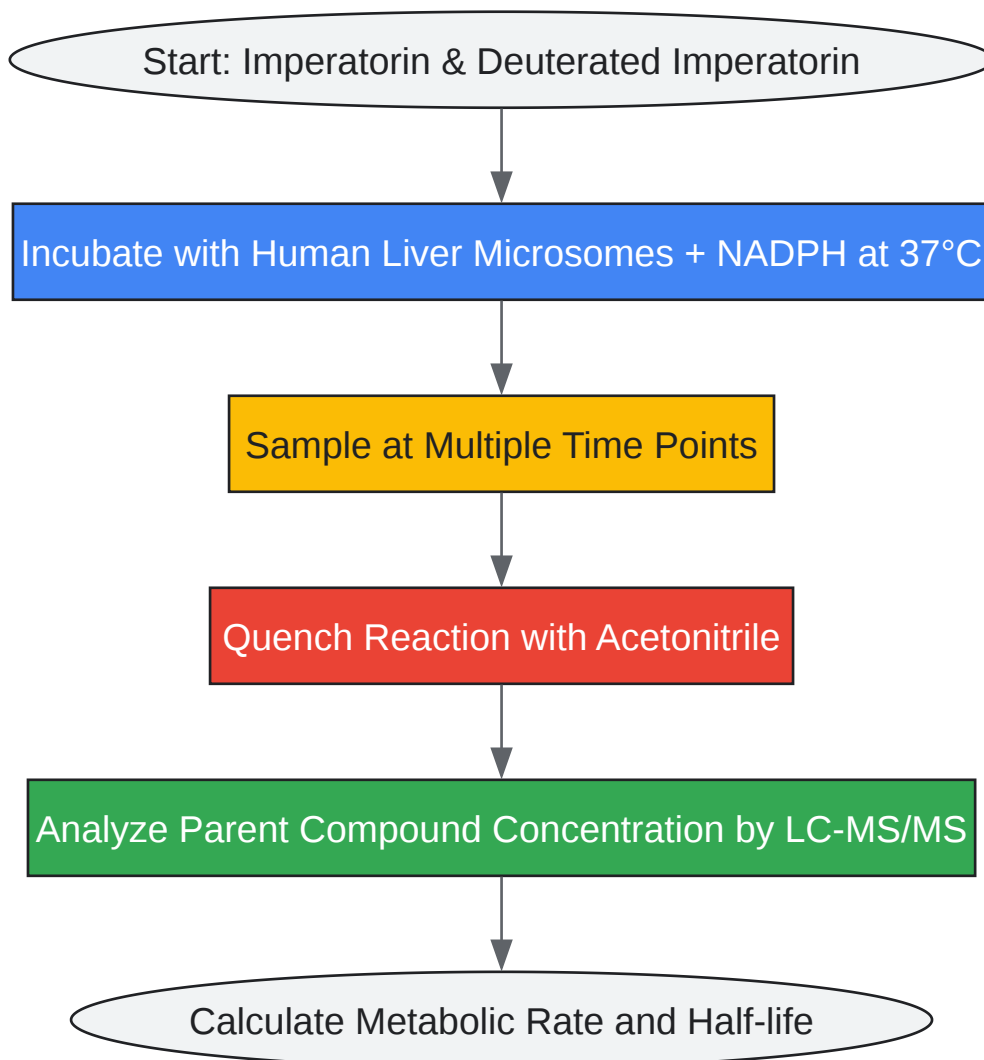 Start: Imperatorin & Deuterated Imperatorin
Incubate with Human Liver Microsomes + NADPH at 37°C
Sample at Multiple Time Points
Quench Reaction with Acetonitrile
Analyze Parent Compound Concentration by LC-MS/MS
Calculate Metabolic Rate and Half-life